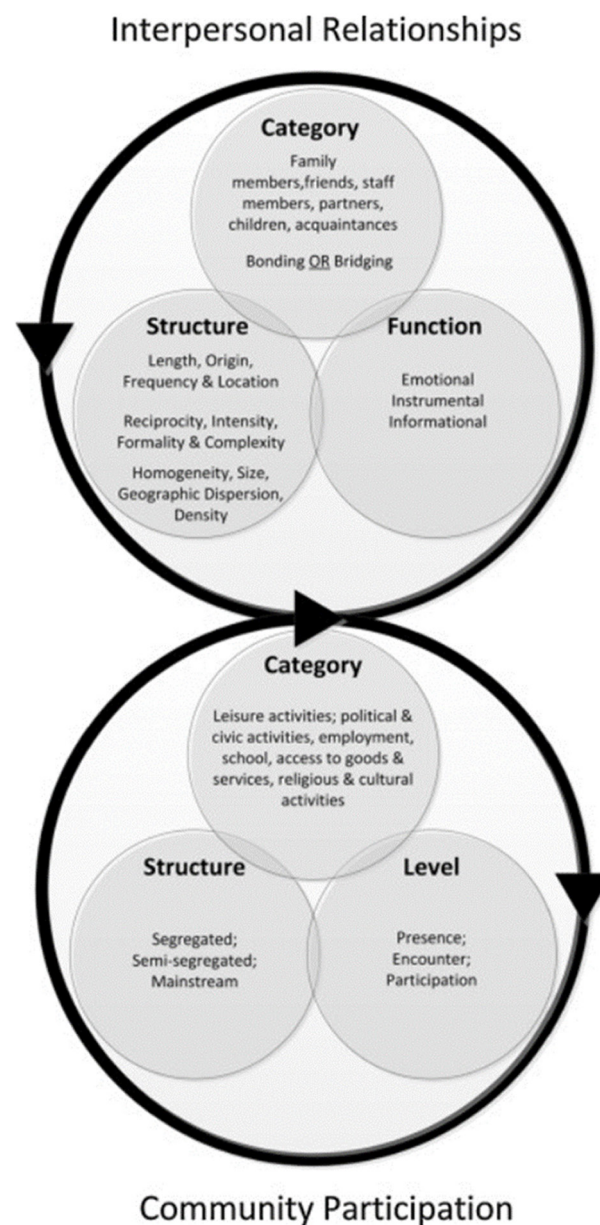 Interpersonal Relationships
Category
Family
members,friends, staff
members, partners,
children, acquaintances
Bonding OR Bridging
Structure
Length, Origin,
Frequency & Location
Reciprocity, Intensity,
Formality & Complexity
Homogeneity, Size,
Geographic Dispersion,
Density
Function
Emotional
Instrumental
Informational
Category
Leisure activities; political &
civic activities, employment,
school, access to goods &
services, religious & cultural
activities
Structure
Segregated;
Semi-segregated;
Mainstream
Level
Presence;
Encounter;
Participation
Community Participation